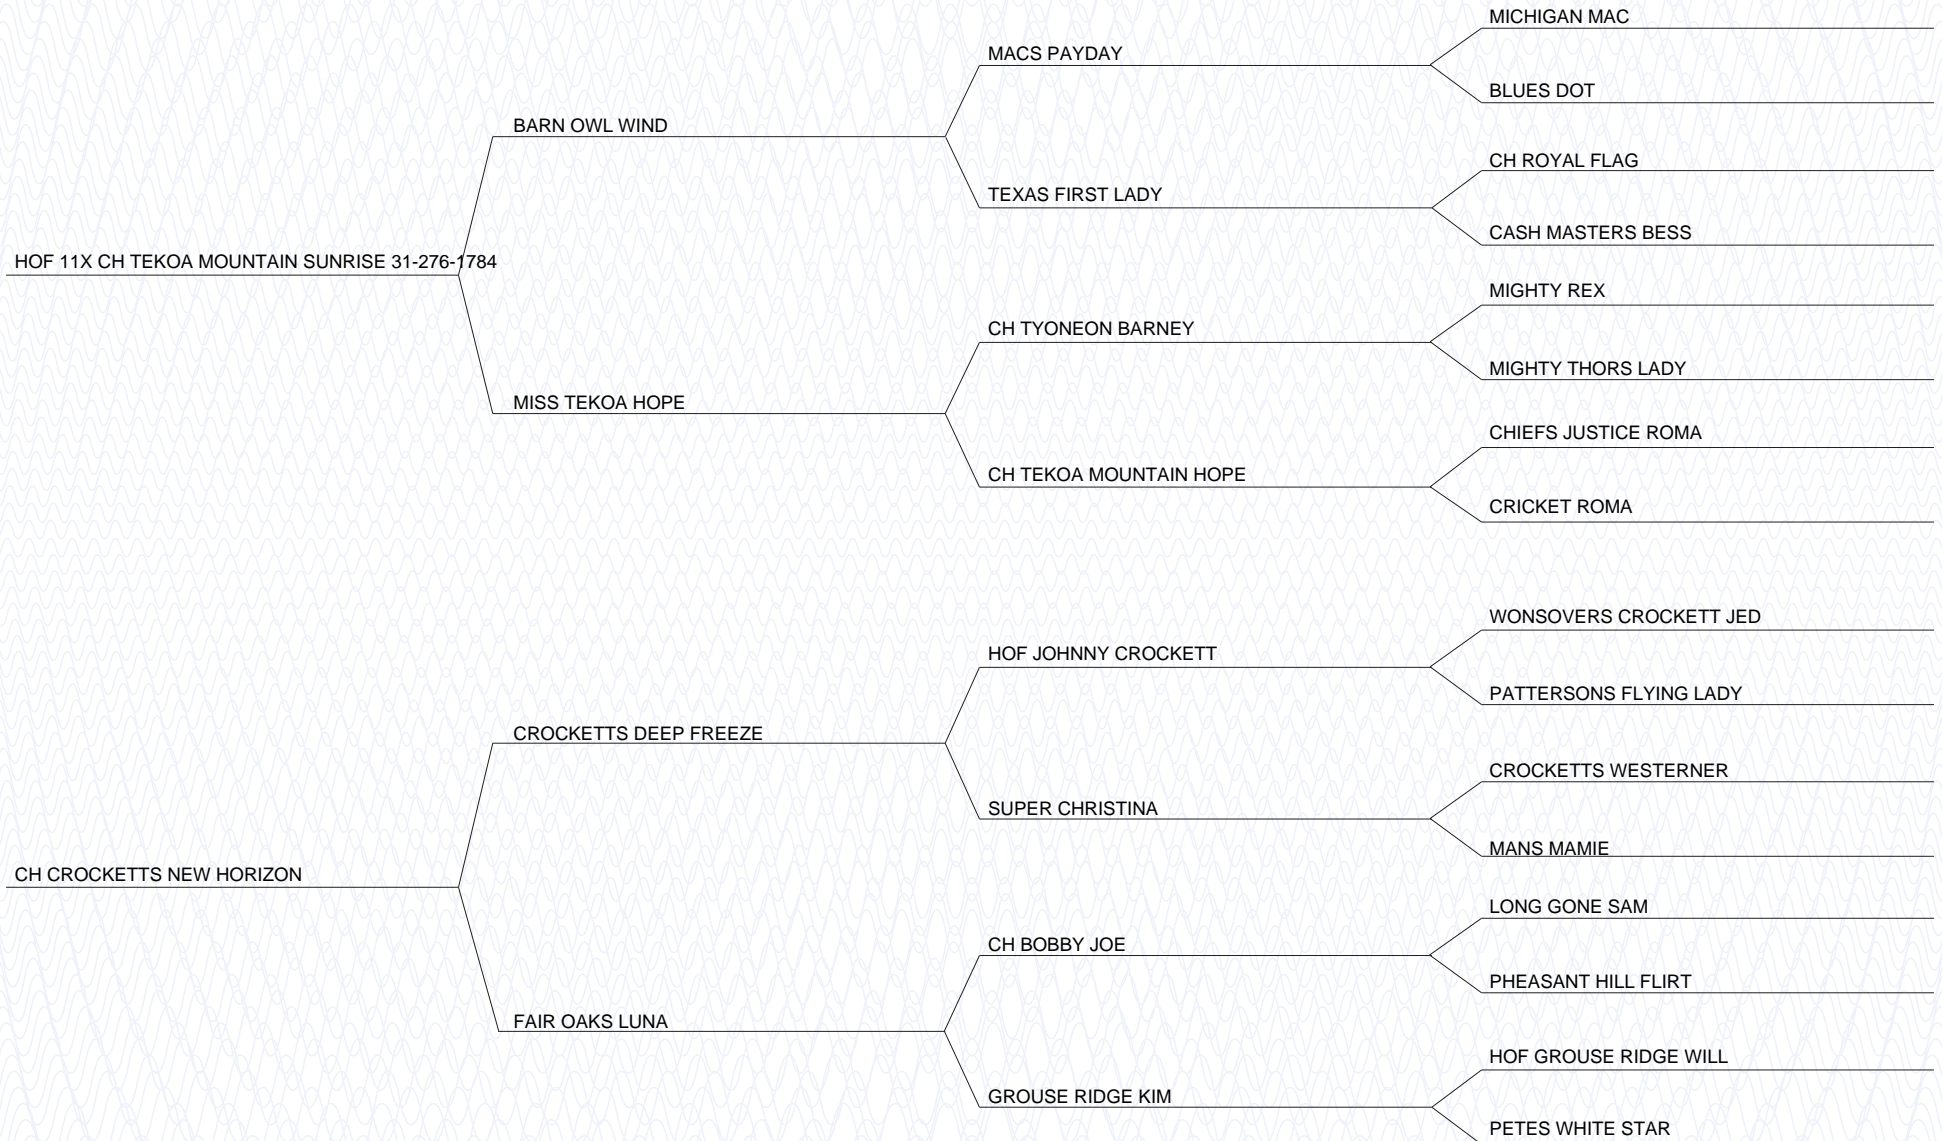 MICHIGAN MAC
MACS PAYDAY
BLUES DOT
BARN OWL WIND
CH ROYAL FLAG
TEXAS FIRST LADY
CASH MASTERS BESS
HOF 11X CH TEKOA MOUNTAIN SUNRISE 31-276-1784
MIGHTY REX
CH TYONEON BARNEY
MIGHTY THORS LADY
MISS TEKOA HOPE
CHIEFS JUSTICE ROMA
CH TEKOA MOUNTAIN HOPE
CRICKET ROMA
WONSOVERS CROCKETT JED
HOF JOHNNY CROCKETT
PATTERSONS FLYING LADY
CROCKETTS DEEP FREEZE
CROCKETTS WESTERNER
SUPER CHRISTINA
MANS MAMIE
CH CROCKETTS NEW HORIZON
LONG GONE SAM
CH BOBBY JOE
PHEASANT HILL FLIRT
FAIR OAKS LUNA
HOF GROUSE RIDGE WILL
GROUSE RIDGE KIM
PETES WHITE STAR